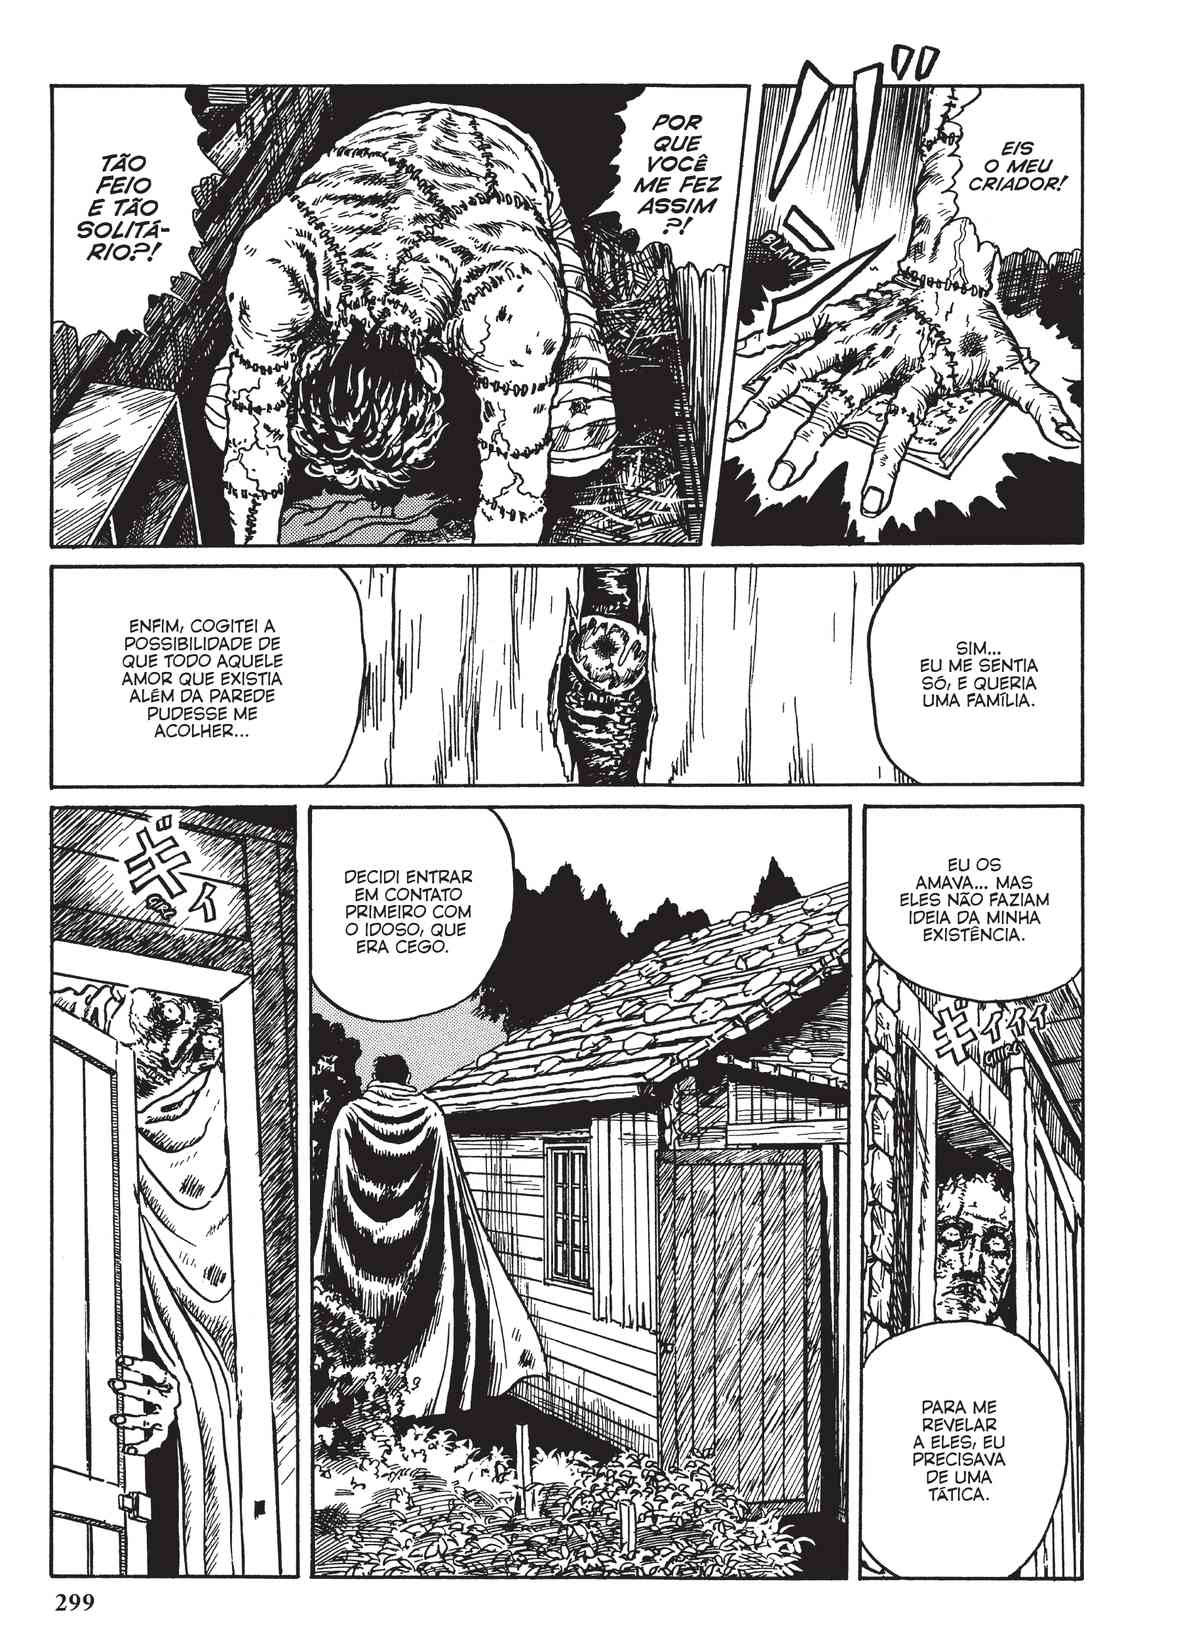 EIS
O MEU
CRIADOR!
BLAM
POR
QUE
VOCÊ
ME FEZ
ASSIM
?!
TÃO
FEIO
E TÃO
SOLITÁ-
RIO?!
SIM...
EU ME SENTIA
SÓ, E QUERIA
UMA FAMÍLIA.
ENFIM, COGITEI A
POSSIBILIDADE DE
QUE TODO AQUELE
AMOR QUE EXISTIA
ALÉM DA PAREDE
PUDESSE ME
ACOLHER...
EU OS
AMAVA... MAS
ELES NÃO FAZIAM
IDEIA DA MINHA
EXISTÊNCIA.
ギィィィ
PARA ME
REVELAR
A ELES, EU
PRECISAVA
DE UMA
TÁTICA.
DECIDI ENTRAR
EM CONTATO
PRIMEIRO COM
O IDOSO, QUE
ERA CEGO.
ギィ
299